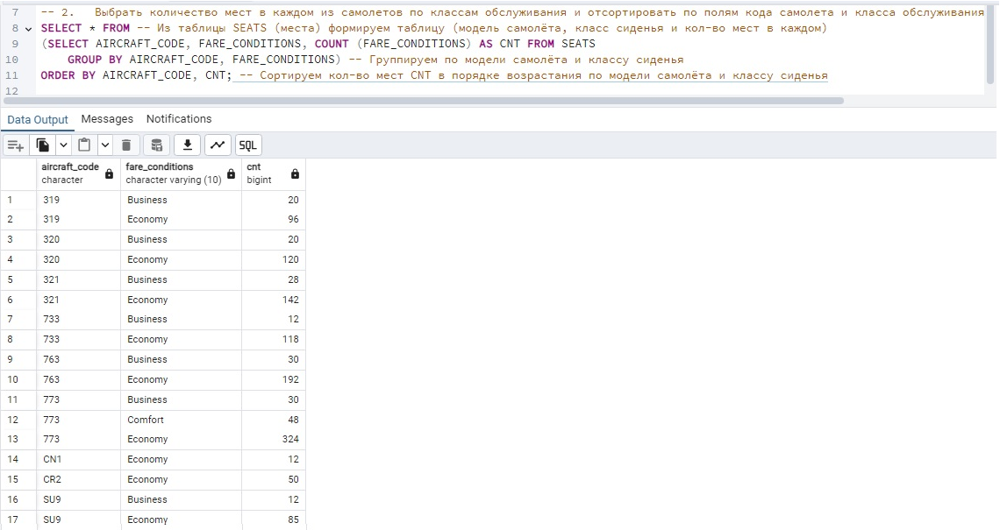 7 -- 2. Выбрать количество мест в каждом из самолетов по классам обслуживания и отсортировать по полям кода самолета и класса обслуживания
8 SELECT * FROM -- Из таблицы SEATS (места) формируем таблицу (модель самолёта, класс сиденья и кол-во мест в каждом)
9 (SELECT AIRCRAFT_CODE, FARE_CONDITIONS, COUNT (FARE_CONDITIONS) AS CNT FROM SEATS
10 GROUP BY AIRCRAFT_CODE, FARE_CONDITIONS) -- Группируем по модели самолёта и классу сиденья
11 ORDER BY AIRCRAFT_CODE, CNT; -- Сортируем кол-во мест CNT в порядке возрастания по модели самолёта и классу сиденья
12
Data Output Messages Notifications
SQL
aircraft_code fare_conditions cnt
character character varying (10) bigint
1 319 Business 20
2 319 Economy 96
3 320 Business 20
4 320 Economy 120
5 321 Business 28
6 321 Economy 142
7 733 Business 12
8 733 Economy 118
9 763 Business 30
10 763 Economy 192
11 773 Business 30
12 773 Comfort 48
13 773 Economy 324
14 CN1 Economy 12
15 CR2 Economy 50
16 SU9 Business 12
17 SU9 Economy 85